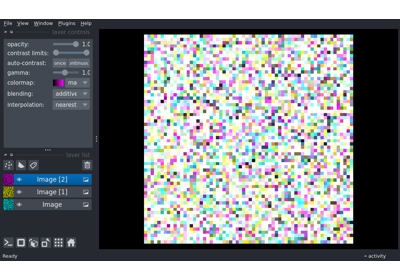 File View Window Plugins Help
layer controls
opacity: 1.0
contrast limits:
auto-contrast: once
gamma: 1.0
colormap: ma
blending: additive
interpolation: nearest
layer list
Image [2]
Image [1]
Image
Ready activity